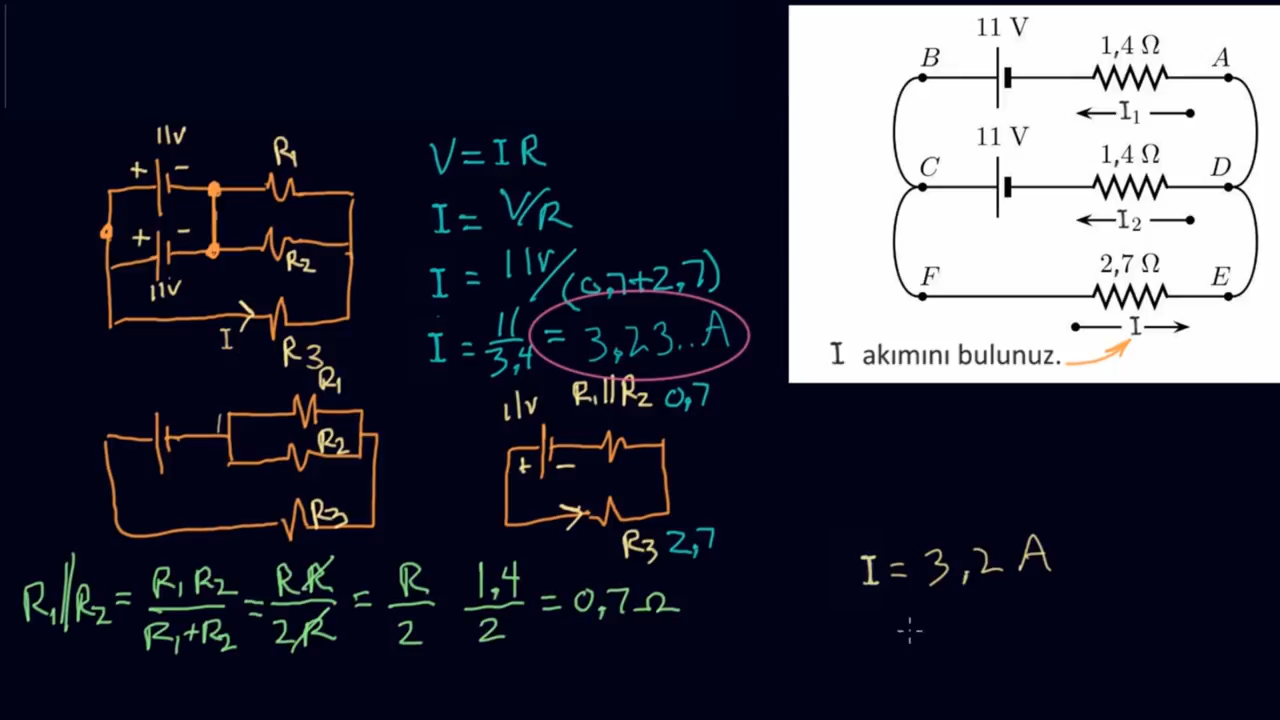 11V
+ - R1
+ - R2
11V
I
R3
V = I R
I = V/R
I = 11V/(0,7+2,7)
I = 11/3,4 = 3,23.. A
R1
R2
R3
11V R1//R2 0,7
+ -
R3 2,7
R1//R2 = R1 R2/R1+R2 = R R/2R = R/2 1,4/2 = 0,7Ω
11 V
B 1,4 Ω A
I1
11 V
C 1,4 Ω D
I2
F 2,7 Ω E
I
I akımını bulunuz.
I = 3,2 A